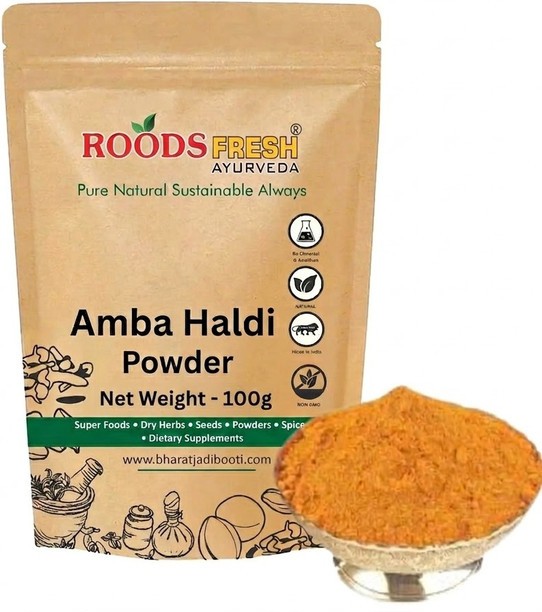 ROODS FRESH®
AYURVEDA
Pure Natural Sustainable Always
NATURAL
NON GMO
Amba Haldi
Powder
Net Weight - 100g
Super Foods • Dry Herbs • Seeds • Powders • Spice
• Dietary Supplements
www.bharatjadibooti.com